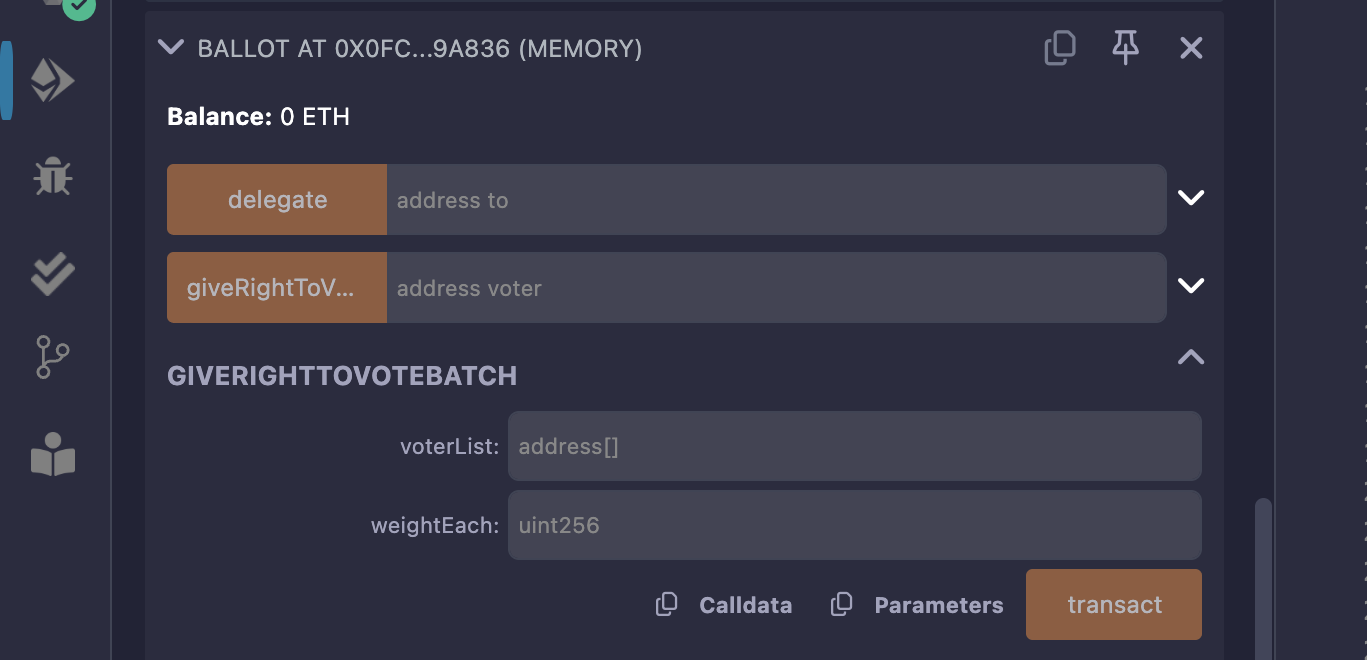 BALLOT AT 0X0FC...9A836 (MEMORY)
Balance: 0 ETH
delegate address to
giveRightToV... address voter
GIVERIGHTTOVOTEBATCH
voterList: address[]
weightEach: uint256
Calldata Parameters transact